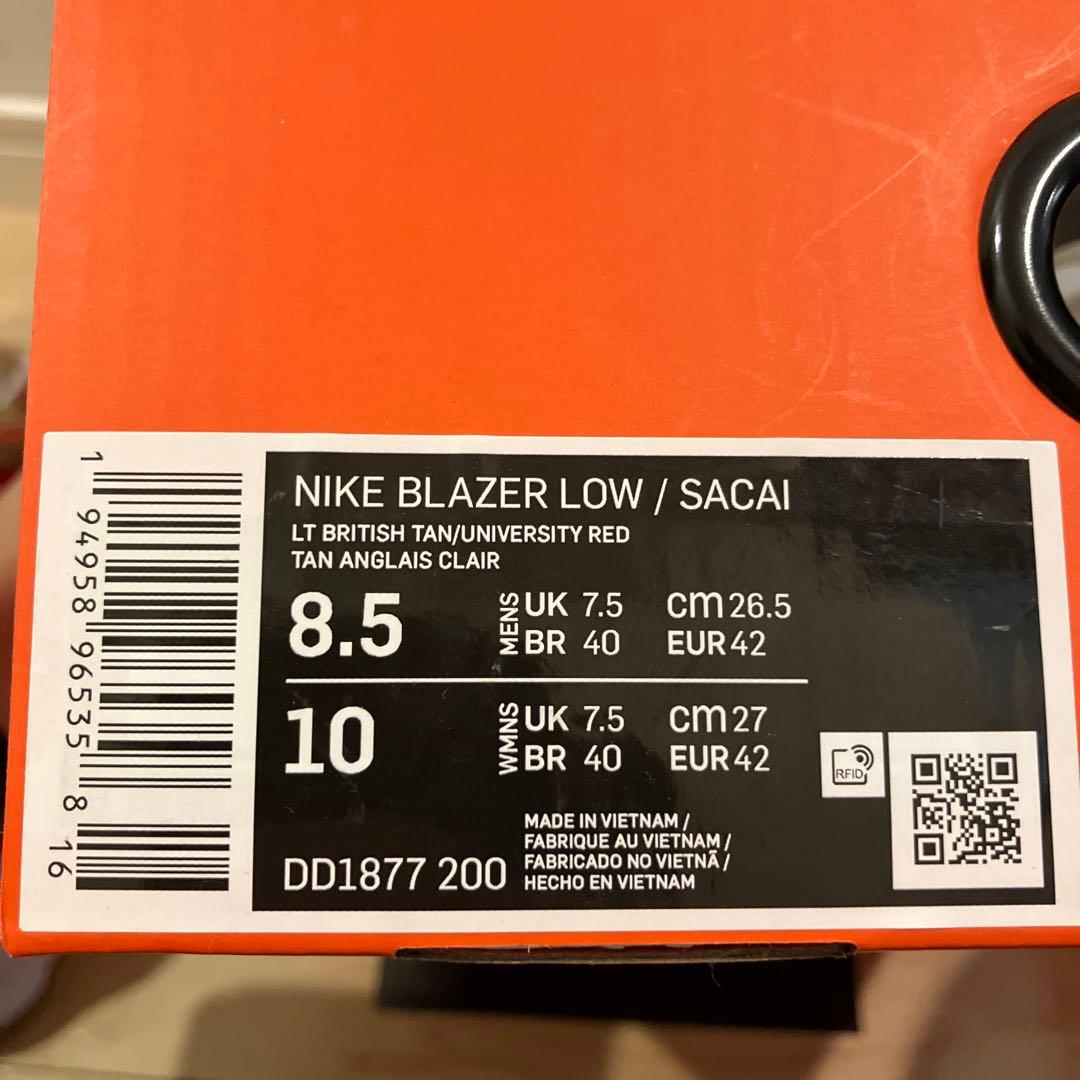 NIKE BLAZER LOW / SACAI
LT BRITISH TAN/UNIVERSITY RED
TAN ANGLAIS CLAIR
8.5 MENS UK 7.5 cm 26.5
BR 40 EUR 42
10 WMNS UK 7.5 cm 27
BR 40 EUR 42
RFID
MADE IN VIETNAM /
FABRIQUE AU VIETNAM /
FABRICADO NO VIETNÃ /
HECHO EN VIETNAM
DD1877 200
1 94958 96535 8 16